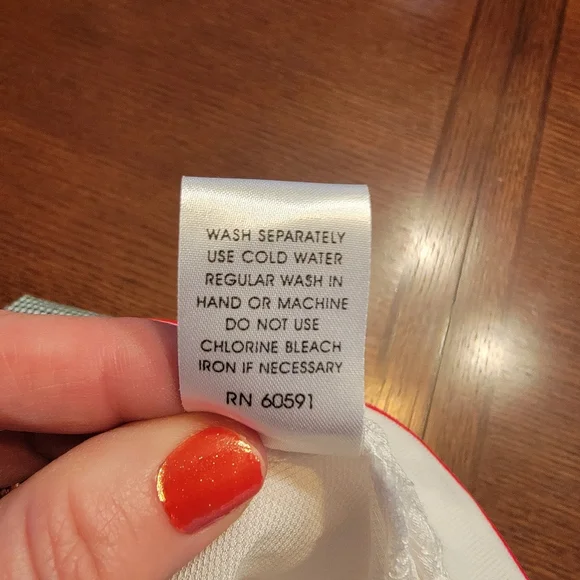 WASH SEPARATELY
USE COLD WATER
REGULAR WASH IN
HAND OR MACHINE
DO NOT USE
CHLORINE BLEACH
IRON IF NECESSARY
RN 60591